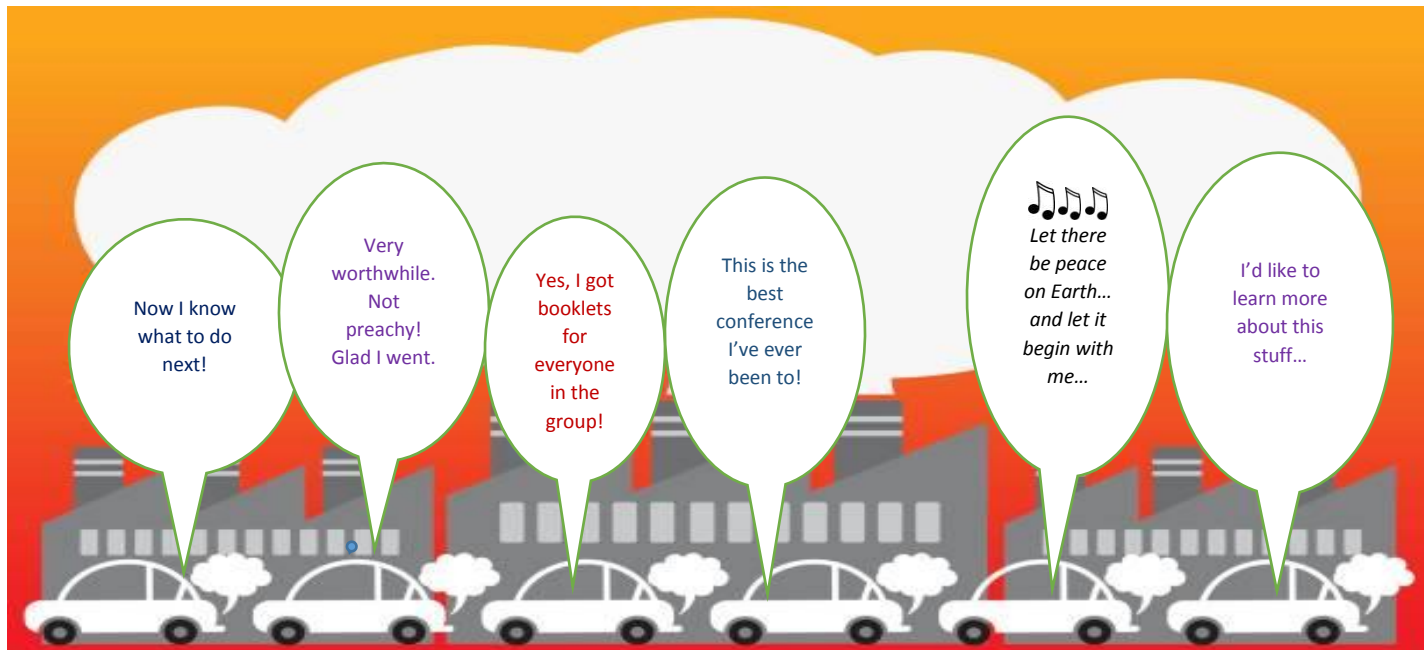 Now I know
what to do
next!
Very
worthwhile.
Not
preachy!
Glad I went.
Yes, I got
booklets
for
everyone
in the
group!
This is the
best
conference
I’ve ever
been to!
Let there
be peace
on Earth…
and let it
begin with
me…
I’d like to
learn more
about this
stuff…